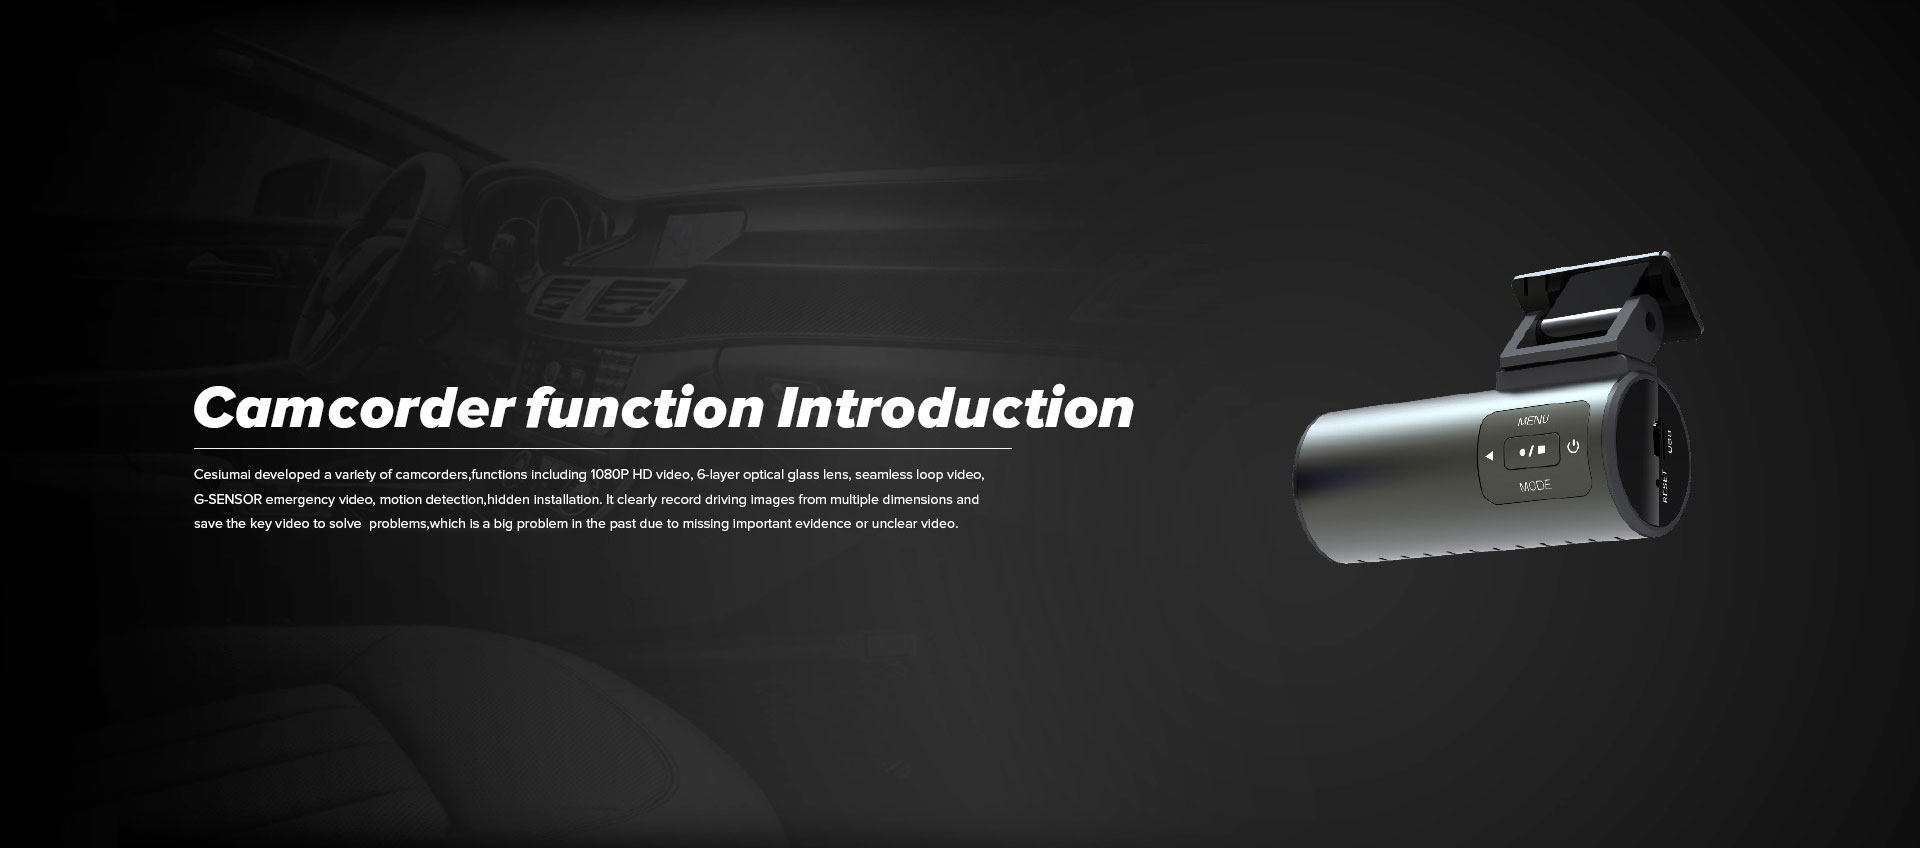 Camcorder function Introduction
Cesiumai developed a variety of camcorders,functions including 1080P HD video, 6-layer optical glass lens, seamless loop video,
G-SENSOR emergency video, motion detection,hidden installation. It clearly record driving images from multiple dimensions and
save the key video to solve  problems,which is a big problem in the past due to missing important evidence or unclear video.
MENU
MODE
RESET